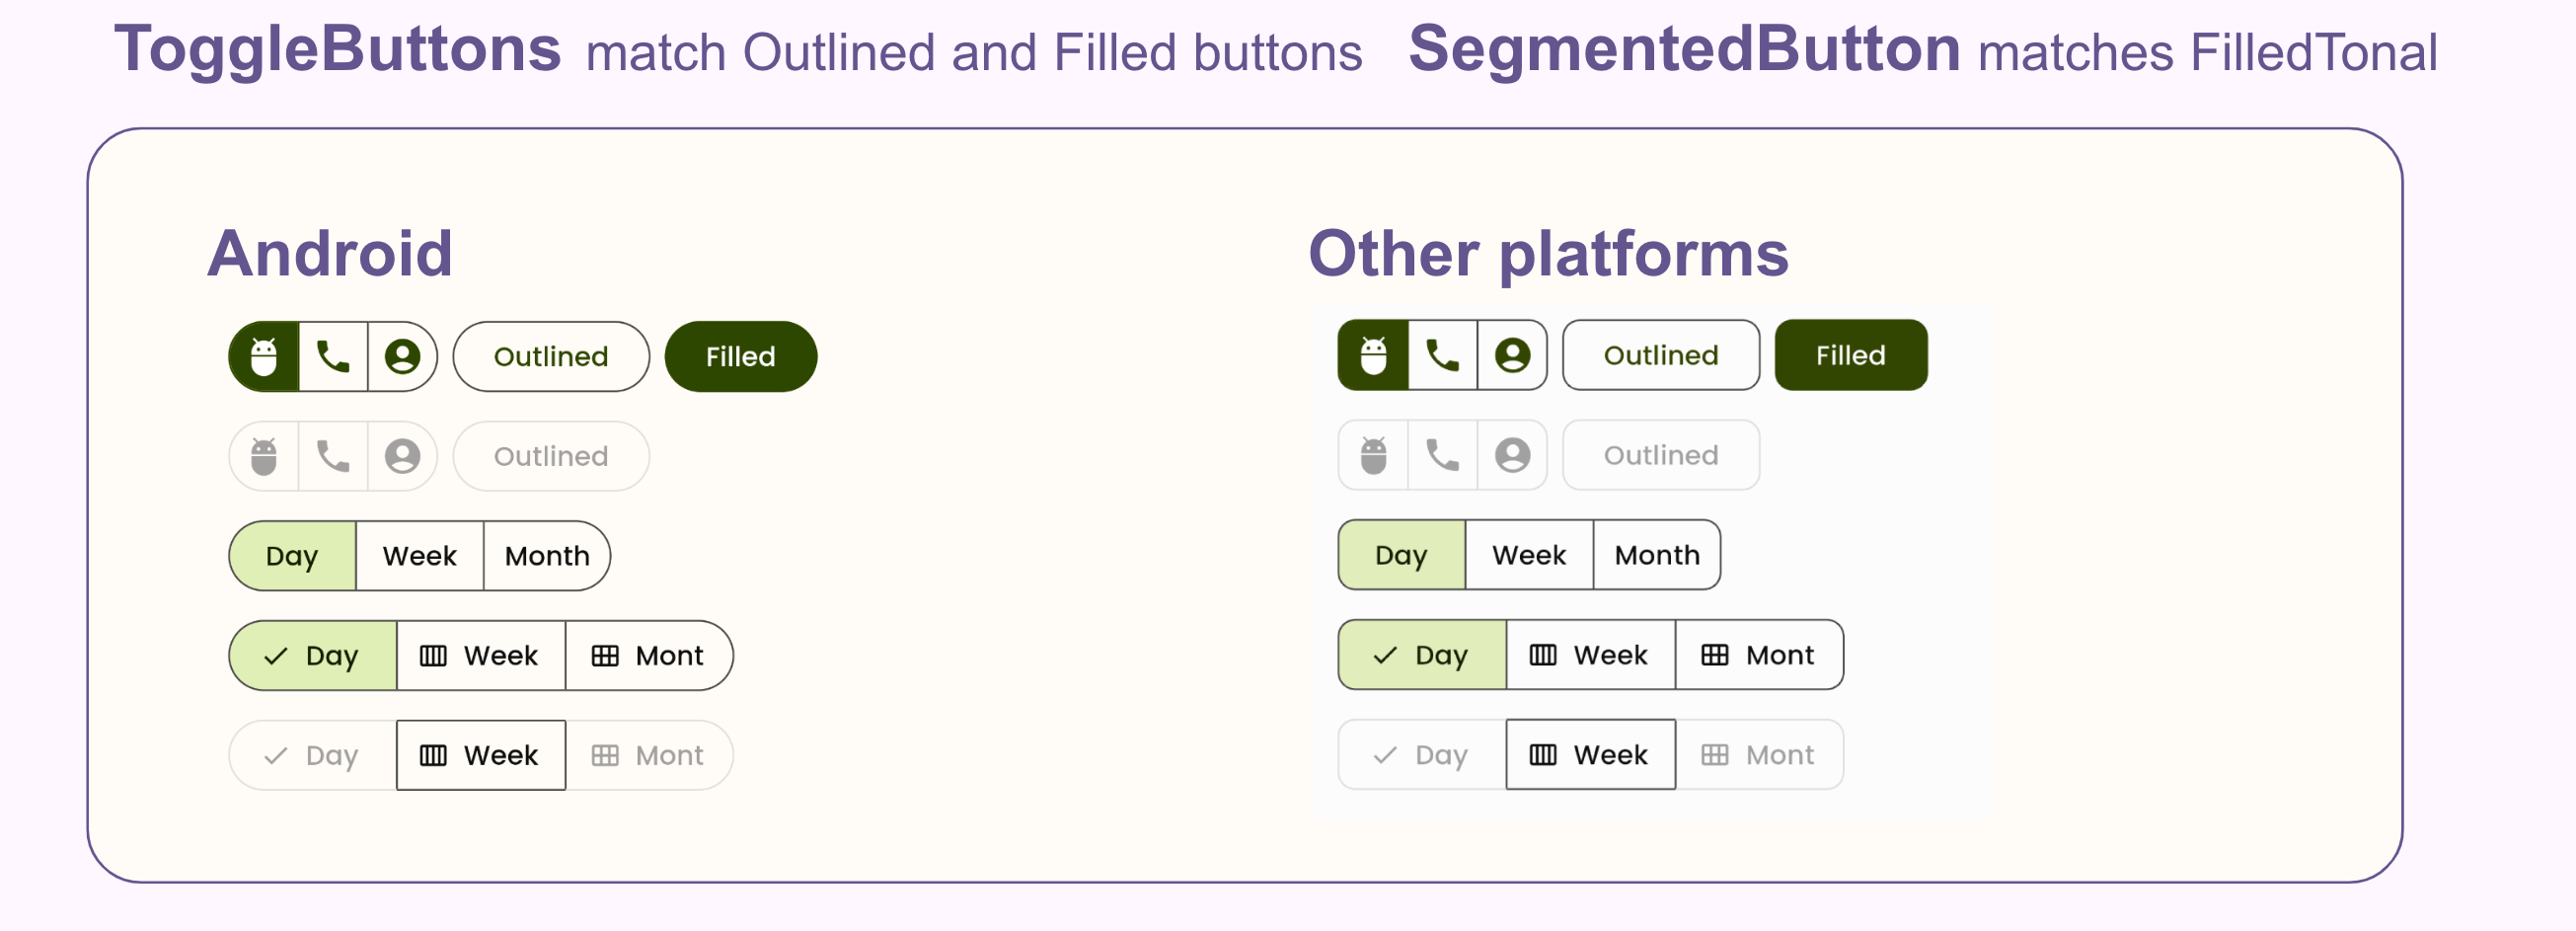 ToggleButtons match Outlined and Filled buttons SegmentedButton matches FilledTonal
Android
Outlined Filled
Outlined
Day Week Month
Day Week Mont
Day Week Mont
Other platforms
Outlined Filled
Outlined
Day Week Month
Day Week Mont
Day Week Mont